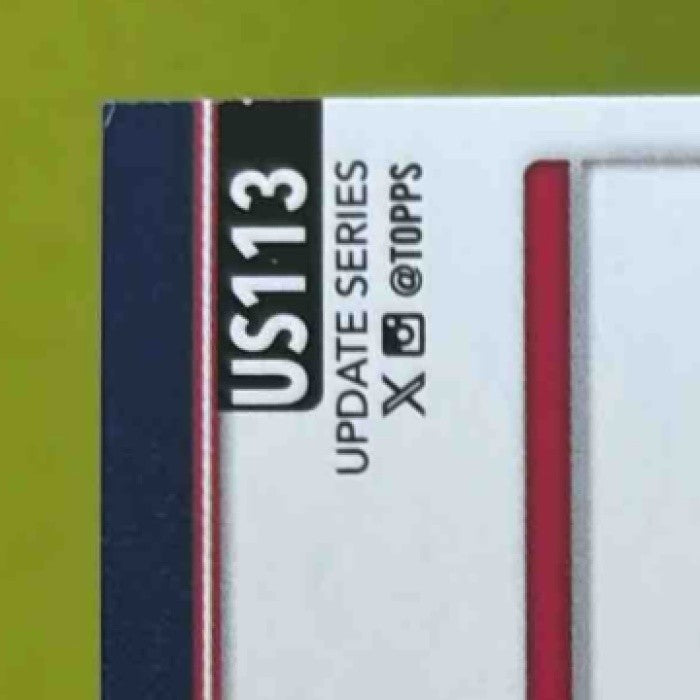 US113
UPDATE SERIES
X @TOPPS